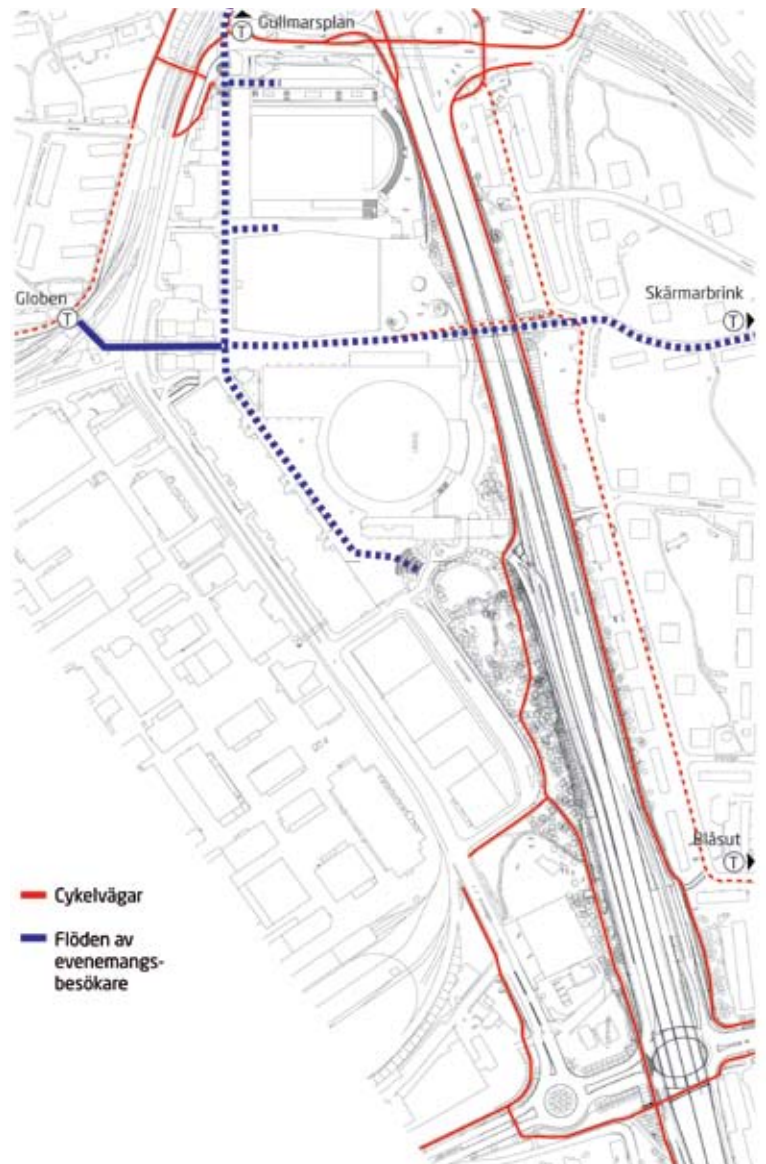 Gullmarsplan
T
Globen
T
Skärmarbrink
T
Blåsut
T
Cykelvägar
Flöden av
evenemangs-
besökare